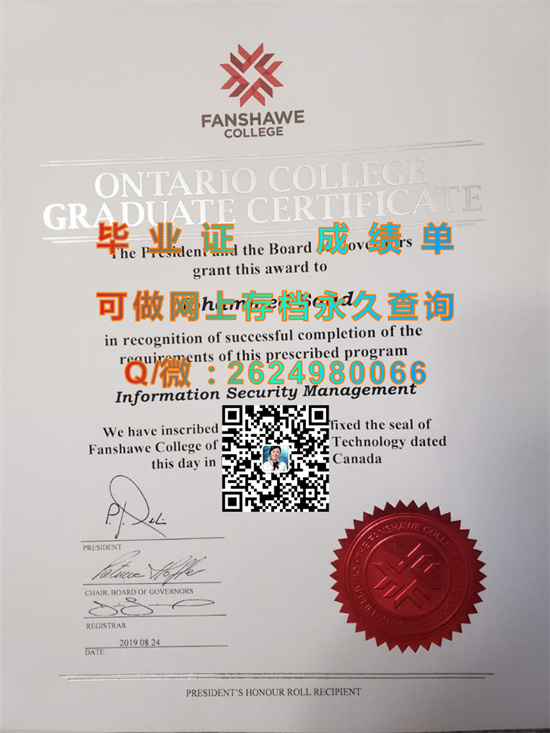 FANSHAWE
COLLEGE
ONTARIO COLLEGE
GRADUATE CERTIFICATE
毕业证 成绩单
The President and the Board Governors
grant this award to
可做网上存档永久查询
in recognition of successful completion of the
requirements of this prescribed program
Q/微：2624980066
Information Security Management
We have inscribed fixed the seal of
Fanshawe College of Technology dated
this day in Canada
PRESIDENT
CHAIR, BOARD OF GOVERNORS
REGISTRAR
2019 08 24
DATE
PRESIDENT'S HONOUR ROLL RECIPIENT